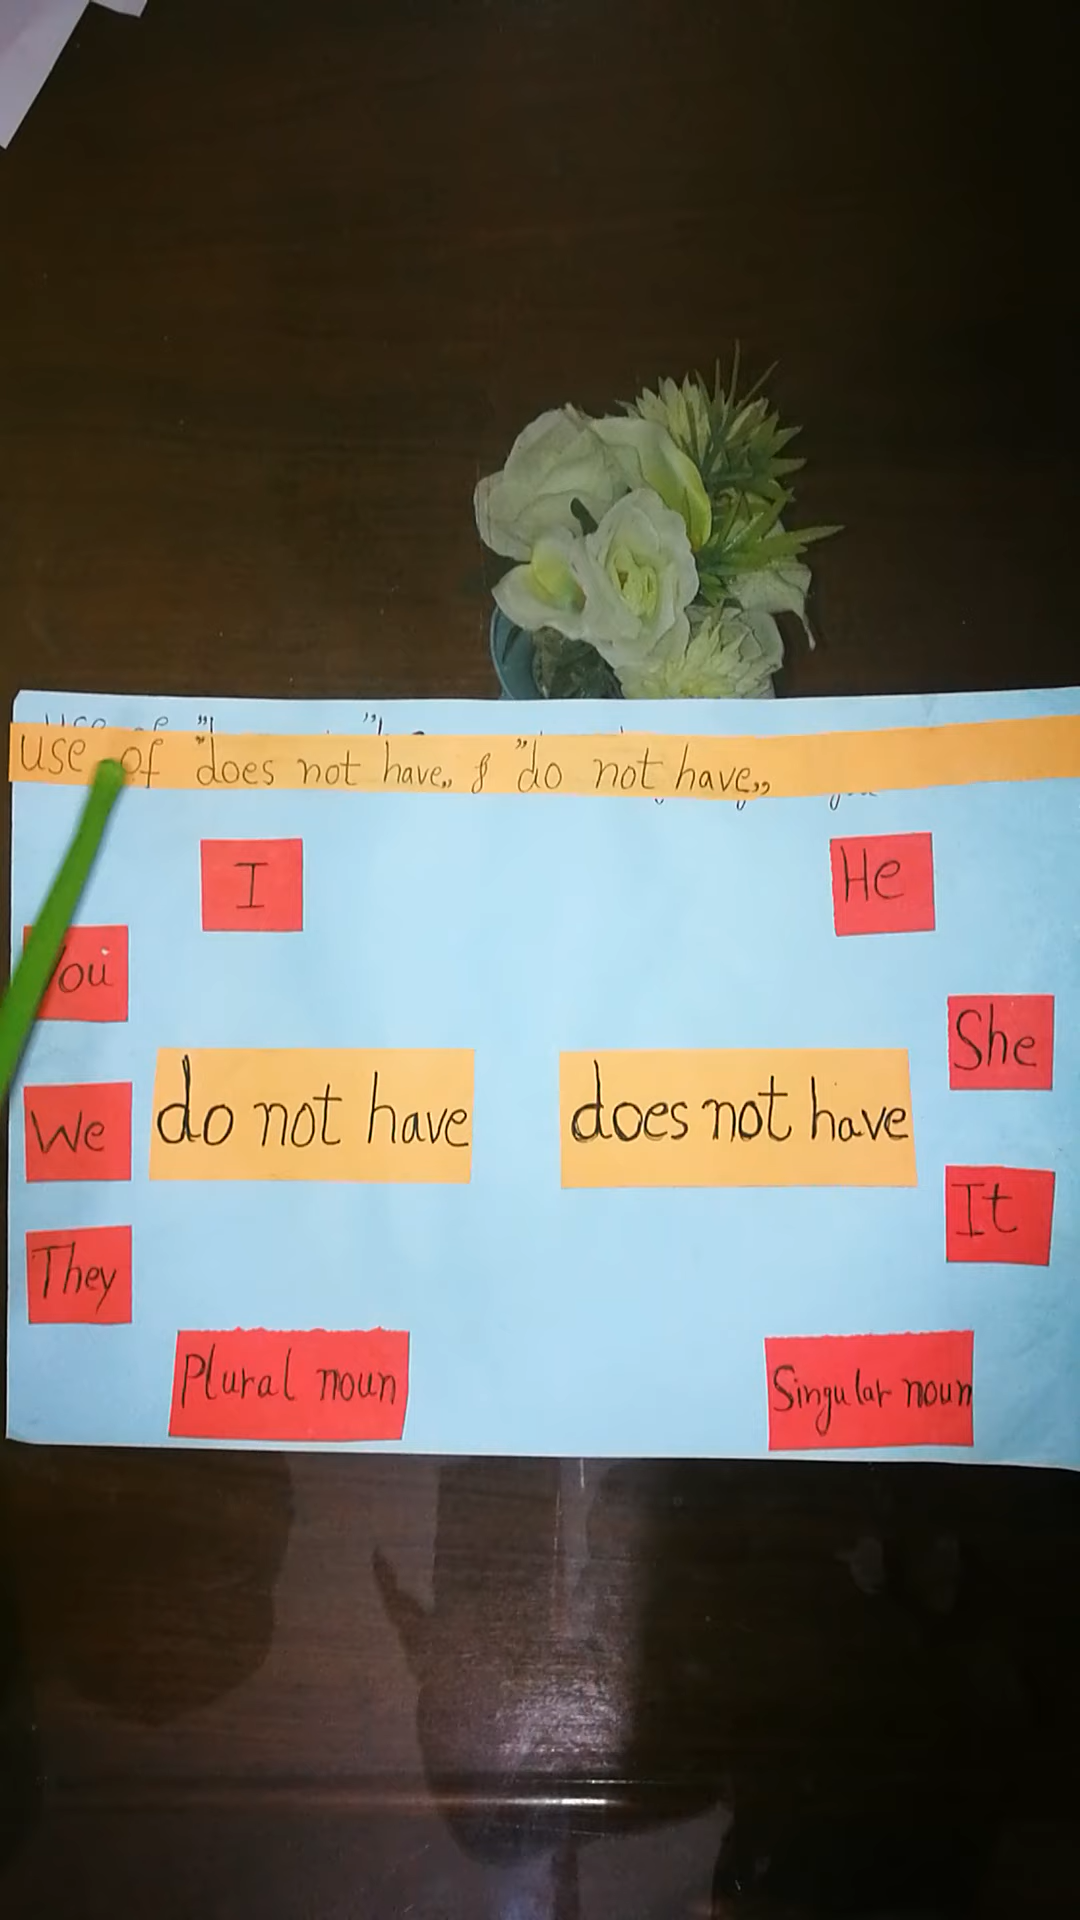 use of "does not have„ & "do not have„
I
He
You
She
do not have
does not have
We
It
They
Plural noun
Singular noun